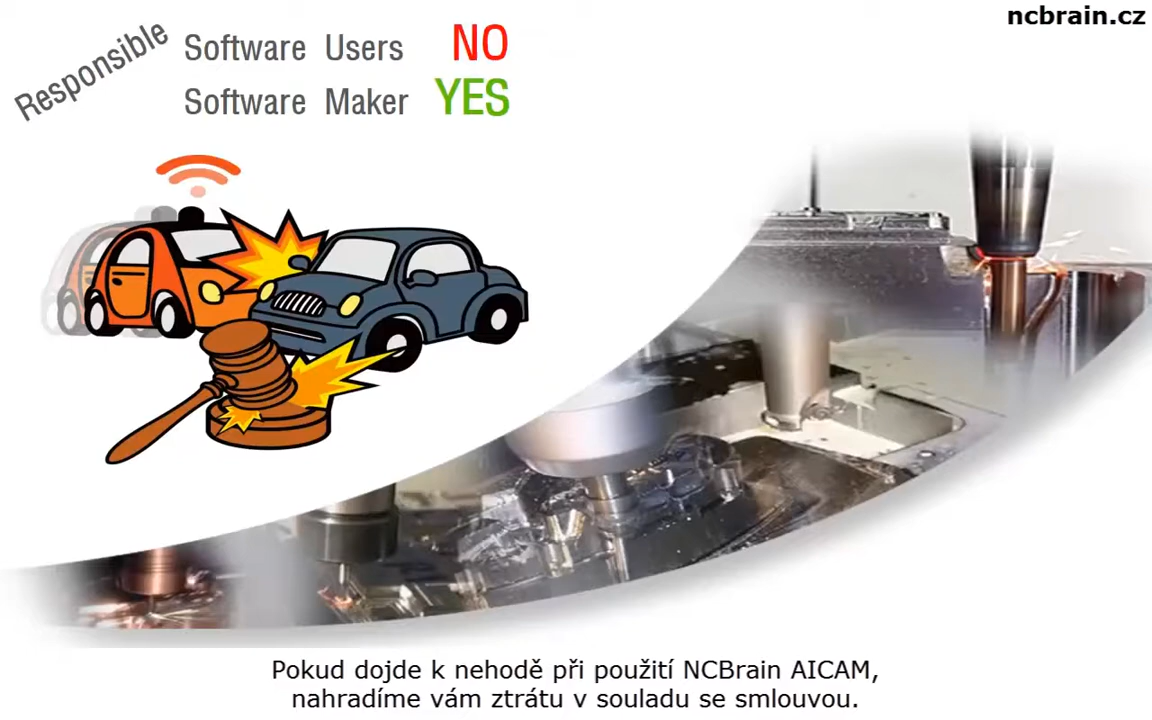 ncbrain.cz
Responsible
Software Users NO
Software Maker YES
Pokud dojde k nehodě při použití NCBrain AICAM,
nahradíme vám ztrátu v souladu se smlouvou.